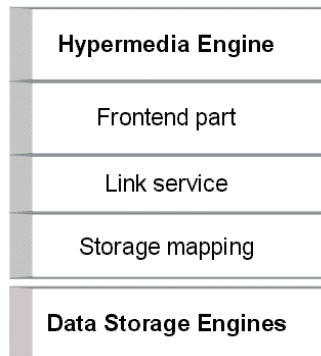 Hypermedia Engine
Frontend part
Link service
Storage mapping
Data Storage Engines